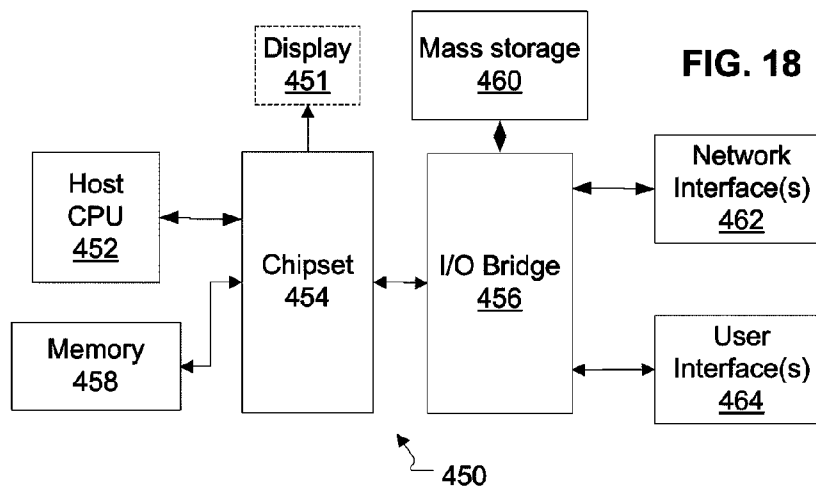 Display
451
Mass storage
460
FIG. 18
Host
CPU
452
Chipset
454
I/O Bridge
456
Network
Interface(s)
462
Memory
458
User
Interface(s)
464
450